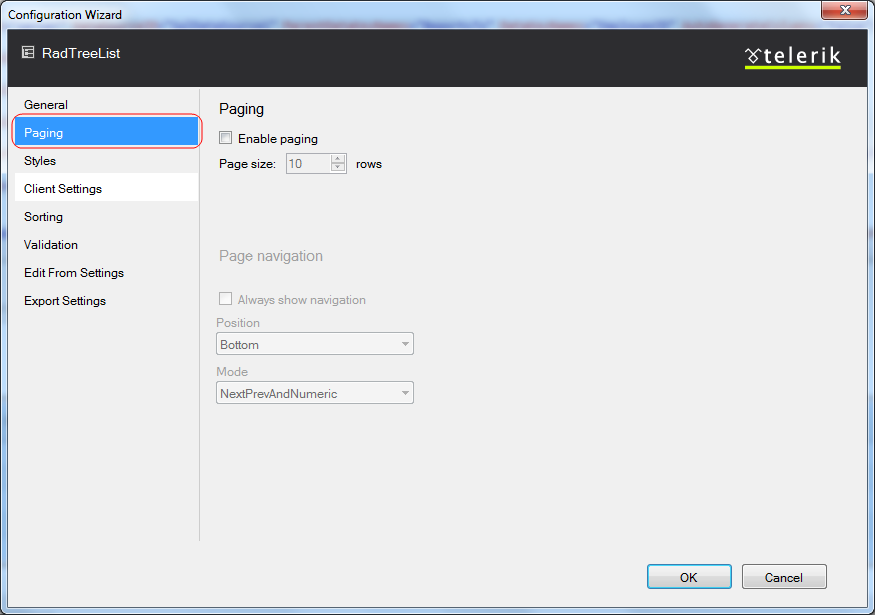 Configuration Wizard
RadTreeList
telerik
General
Paging
Styles
Client Settings
Sorting
Validation
Edit From Settings
Export Settings
Paging
Enable paging
Page size: 10 rows
Page navigation
Always show navigation
Position
Bottom
Mode
NextPrevAndNumeric
OK Cancel